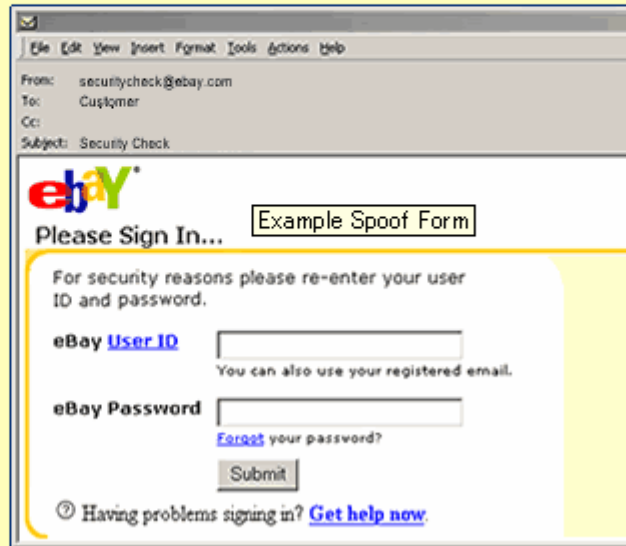 File Edit View Insert Format Tools Actions Help
From: securitycheck@ebay.com
To: Customer
Cc:
Subject: Security Check
ebaY®
Example Spoof Form
Please Sign In...
For security reasons please re-enter your user
ID and password.
eBay User ID
You can also use your registered email.
eBay Password
Forgot your password?
Submit
? Having problems signing in? Get help now.